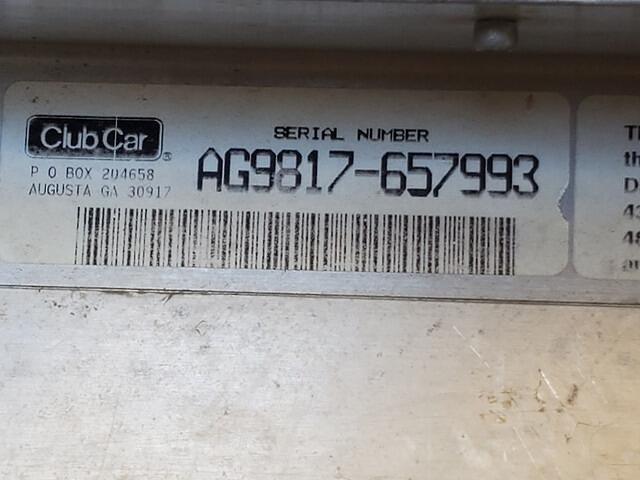 Club Car®
P O BOX 204658
AUGUSTA GA 30917
SERIAL NUMBER
AG9817-657993